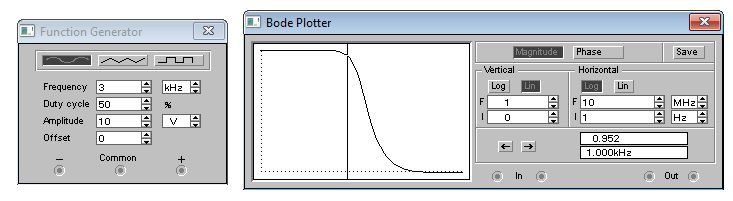 Function Generator
Frequency 3 kHz
Duty cycle 50 %
Amplitude 10 V
Offset 0
− Common +
Bode Plotter
Magnitude Phase Save
Vertical Horizontal
Log Lin Log Lin
F 1 F 10 MHz
I 0 I 1 Hz
← → 0.952
1.000kHz
In Out